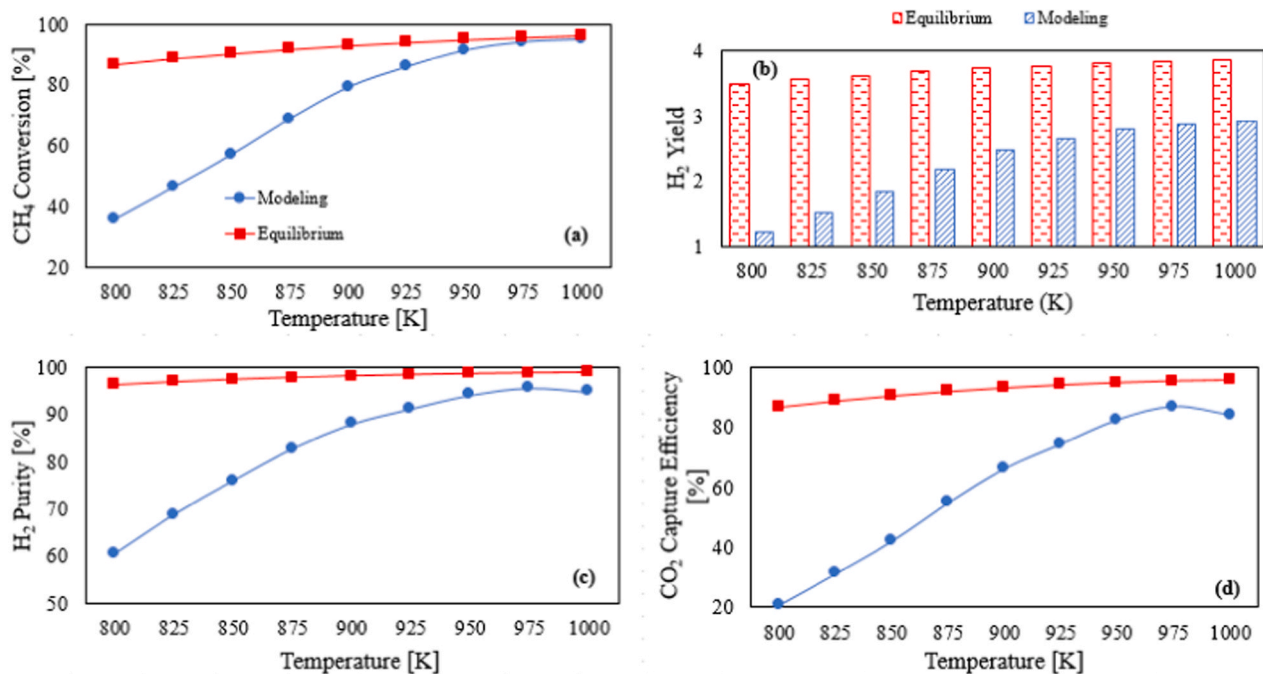 100
80
60
40
20
CH₄ Conversion [%]
Modeling
Equilibrium
(a)
800 825 850 875 900 925 950 975 1000
Temperature [K]
Equilibrium Modeling
4
3
2
1
H₂ Yield
(b)
800 825 850 875 900 925 950 975 1000
Temperature (K)
100
90
80
70
60
50
H₂ Purity [%]
(c)
800 825 850 875 900 925 950 975 1000
Temperature [K]
100
80
60
40
20
CO₂ Capture Efficiency
[%]
(d)
800 825 850 875 900 925 950 975 1000
Temperature [K]